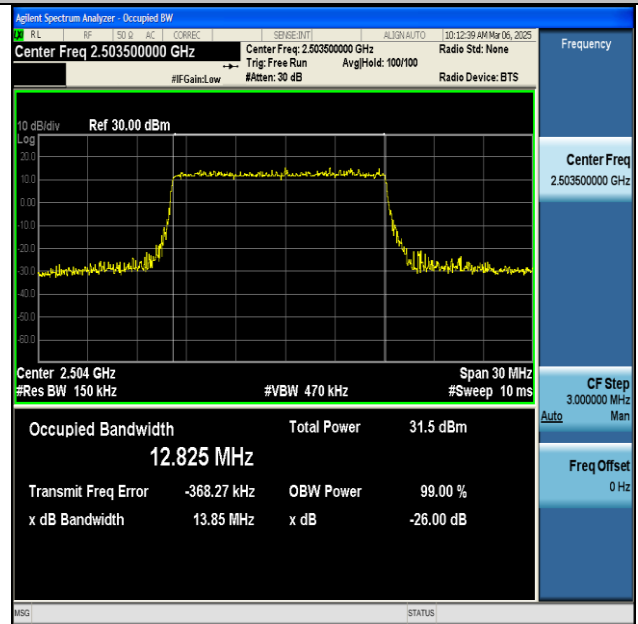 Agilent Spectrum Analyzer - Occupied BW
LXI RL RF 50 Ω AC CORREC SENSE:INT ALIGN AUTO 10:12:39 AM Mar 06, 2025
Center Freq 2.503500000 GHz
Center Freq: 2.503500000 GHz
Radio Std: None
Trig: Free Run Avg|Hold: 100/100
#IFGain:Low #Atten: 30 dB Radio Device: BTS
10 dB/div Ref 30.00 dBm
Log
20.0
10.0
0.00
-10.0
-20.0
-30.0
-40.0
-50.0
-60.0
Center 2.504 GHz Span 30 MHz
#Res BW 150 kHz #VBW 470 kHz #Sweep 10 ms
Occupied Bandwidth Total Power 31.5 dBm
12.825 MHz
Transmit Freq Error -368.27 kHz OBW Power 99.00 %
x dB Bandwidth 13.85 MHz x dB -26.00 dB
MSG STATUS
Frequency
Center Freq
2.503500000 GHz
CF Step
3.000000 MHz
Auto Man
Freq Offset
0 Hz